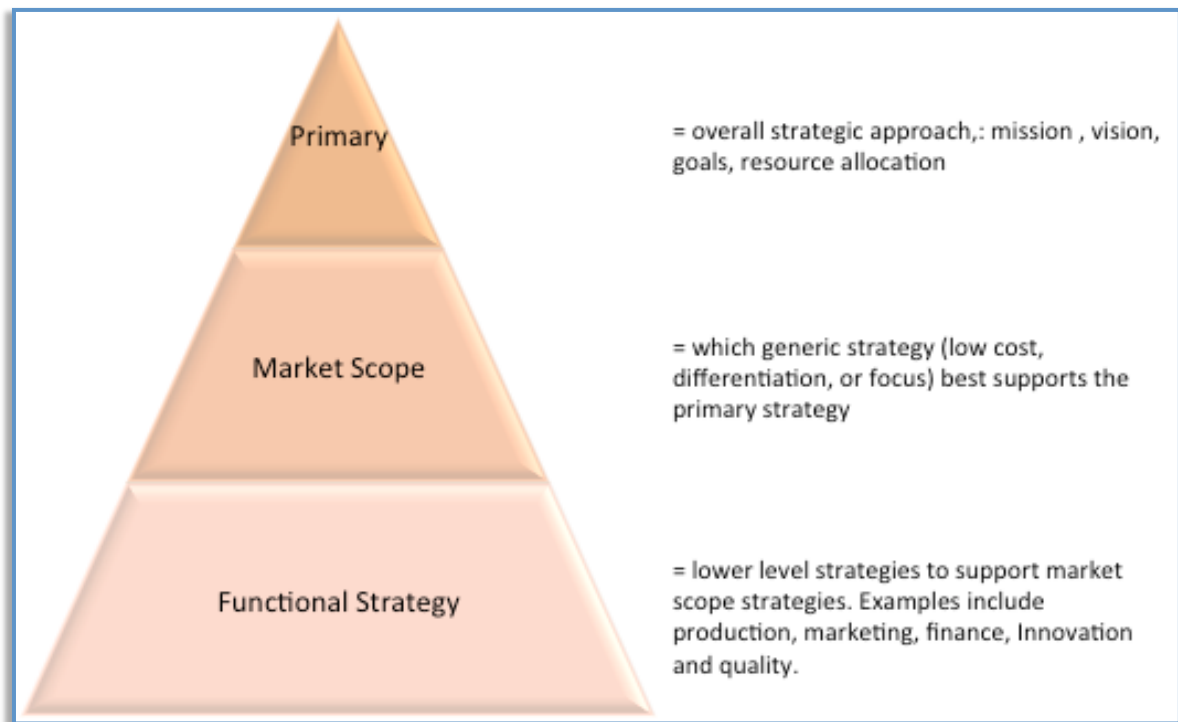 Primary
= overall strategic approach,: mission , vision,
goals, resource allocation
Market Scope
= which generic strategy (low cost,
differentiation, or focus) best supports the
primary strategy
Functional Strategy
= lower level strategies to support market
scope strategies. Examples include
production, marketing, finance, Innovation
and quality.